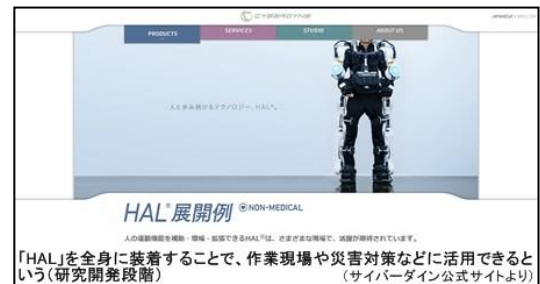 CYBERDYNE
JAPANESE
PRODUCTS
SERVICES
STUDIO
ABOUT US
人と歩み続けるテクノロジー、HAL®。
HAL®展開例 NON-MEDICAL
人の運動機能を補助・増幅・拡張できるHAL®は、さまざまな現場で、活躍が期待されています。
「HAL」を全身に装着することで、作業現場や災害対策などに活用できると
いう(研究開発段階) (サイバーダイン公式サイトより)